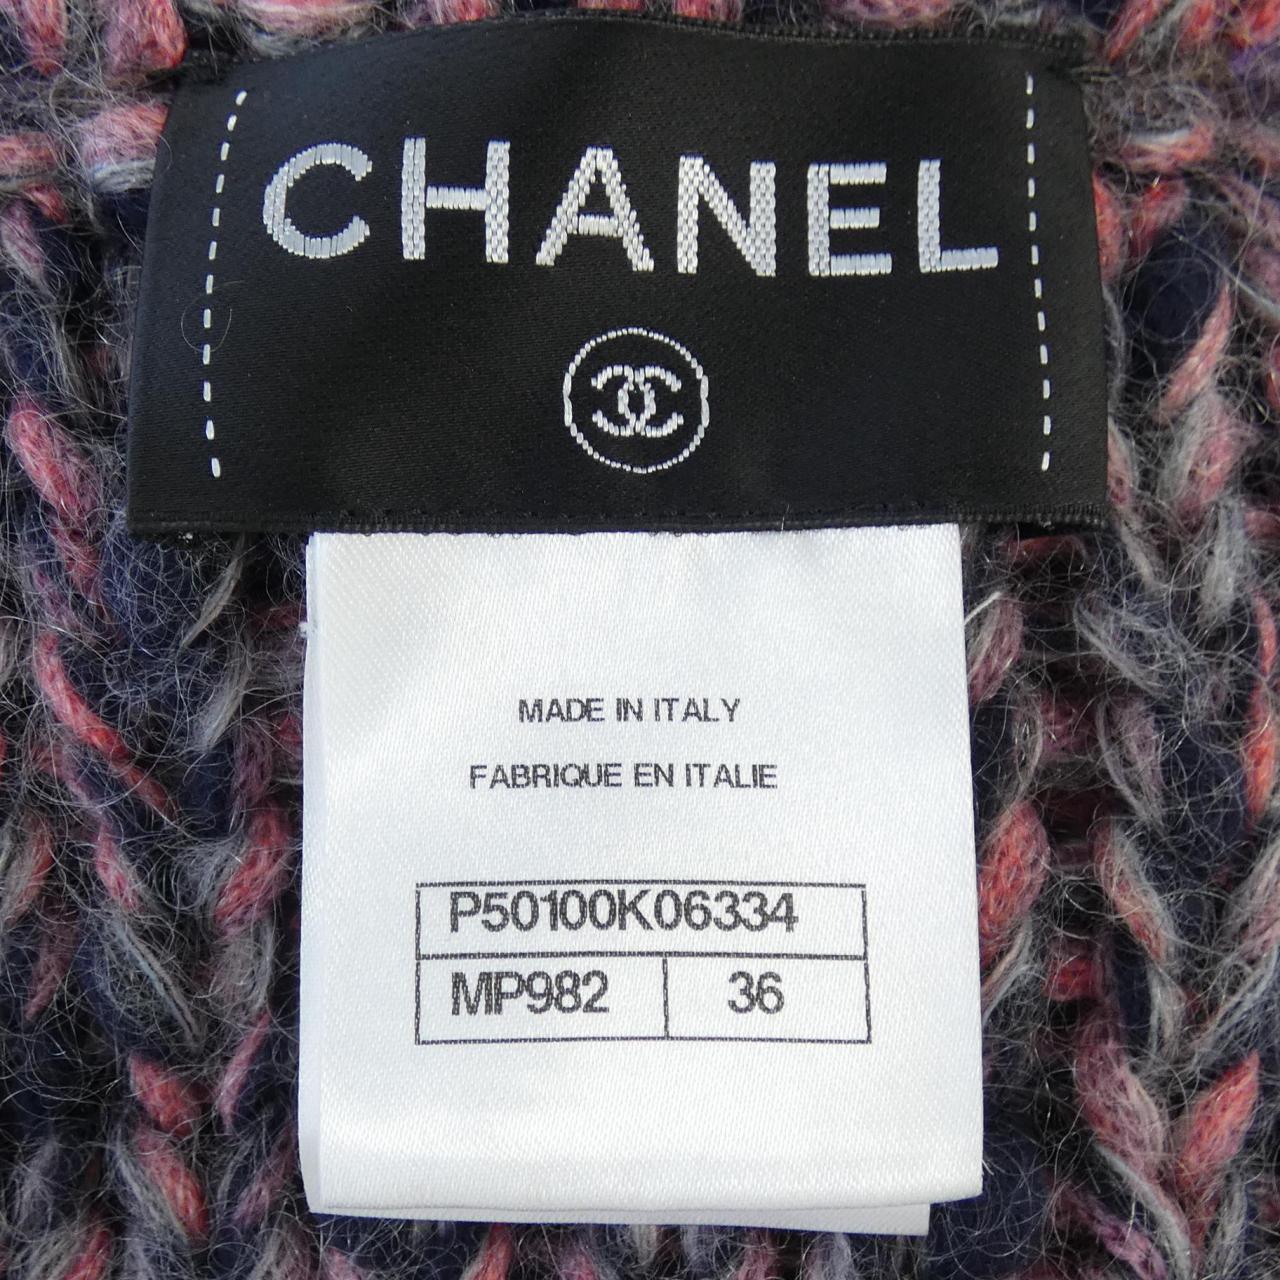 CHANEL
MADE IN ITALY
FABRIQUE EN ITALIE
P50100K06334
MP982 36